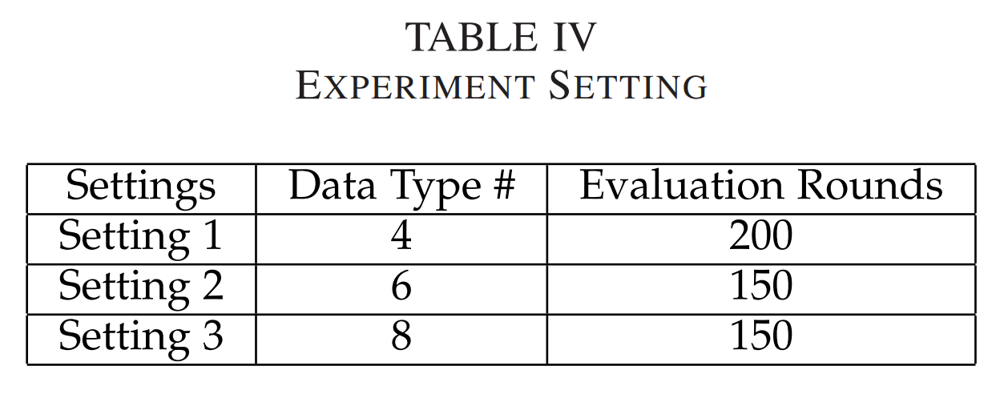 TABLE IV
EXPERIMENT SETTING
Settings Data Type # Evaluation Rounds
Setting 1 4 200
Setting 2 6 150
Setting 3 8 150